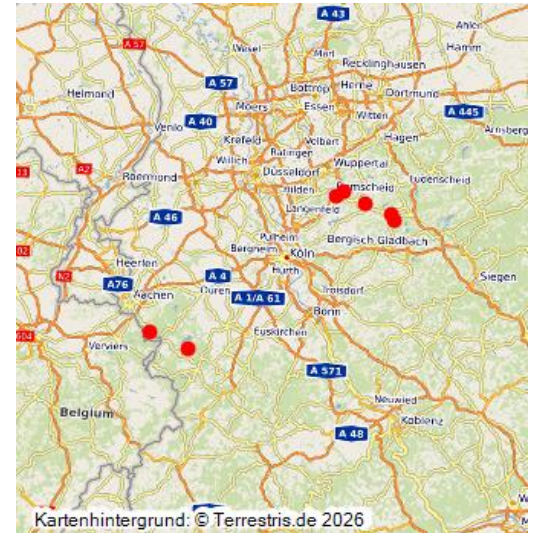 A 43
Ahlen
A 57
Wesel
Marl
Hamm
Recklinghausen
A 57
Bottrop
Herne
Dortmund
Helmond
Moers
Essen
A 445
Witten
A 40
Venlo
Arnsberg
Krefeld
Velbert
Hagen
Willich
Ratingen
Wuppertal
A2
Düsseldorf
Roermond
Hilden
Remscheid
Lüdenscheid
Langenfeld
A 46
Pulheim
Bergisch Gladbach
Bergheim
Köln
Heerlen
Hürth
N2
A 4
Siegen
A76
Düren
Troisdorf
Aachen
A 1/A 61
Bonn
Euskirchen
Verviers
A 571
Neuwied
Belgium
Koblenz
A 48
Kartenhintergrund: © Terrestris.de 2026